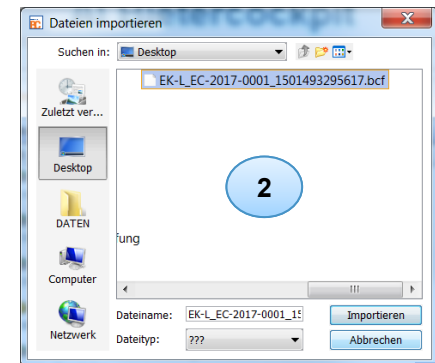 Dateien importieren
Suchen in: Desktop
EK-L_EC-2017-0001_1501493295617.bcf
Zuletzt ver...
Desktop
2
DATEN
fung
Computer
Dateiname: EK-L_EC-2017-0001_15 Importieren
Netzwerk
Dateityp: ??? Abbrechen